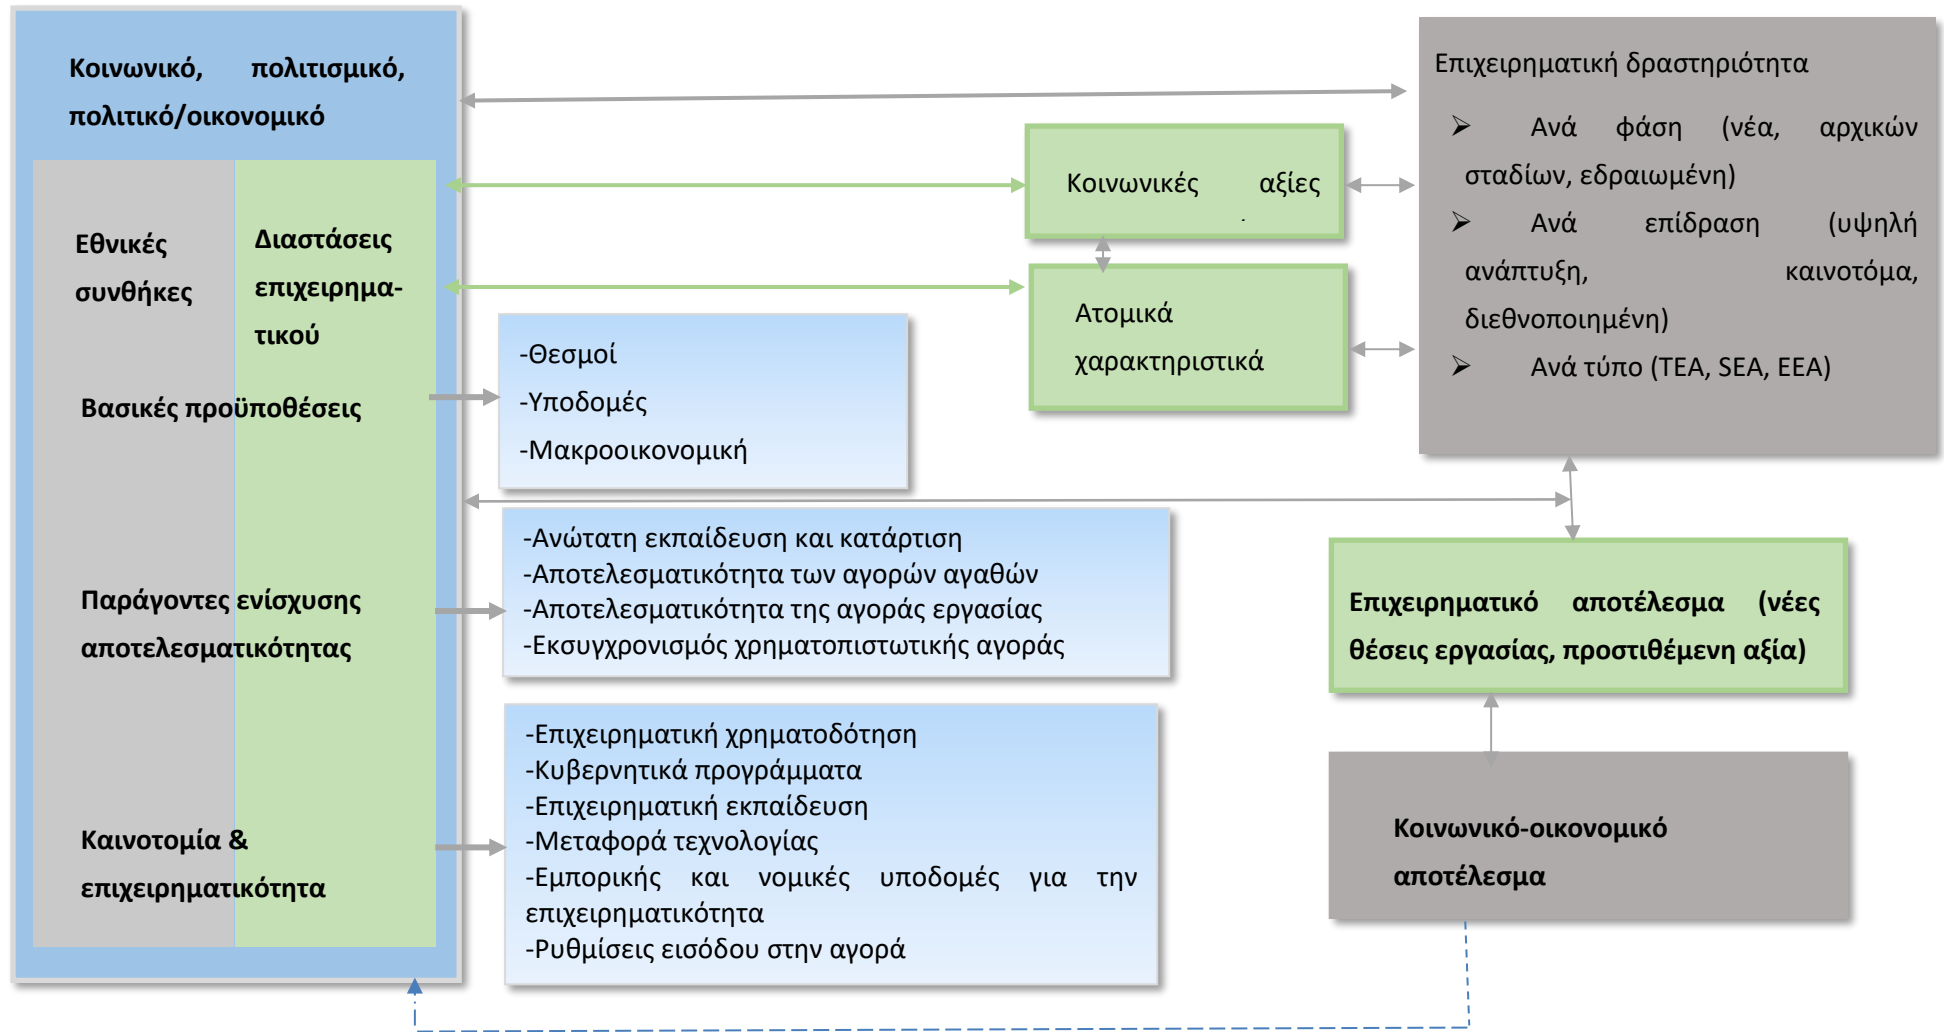 Κοινωνικό, πολιτισμικό,
πολιτικό/οικονομικό
Εθνικές
συνθήκες
Διαστάσεις
επιχειρημα-
τικού
Βασικές προϋποθέσεις
Παράγοντες ενίσχυσης
αποτελεσματικότητας
Καινοτομία &
επιχειρηματικότητα
-Θεσμοί
-Υποδομές
-Μακροοικονομική
-Ανώτατη εκπαίδευση και κατάρτιση
-Αποτελεσματικότητα των αγορών αγαθών
-Αποτελεσματικότητα της αγοράς εργασίας
-Εκσυγχρονισμός χρηματοπιστωτικής αγοράς
-Επιχειρηματική χρηματοδότηση
-Κυβερνητικά προγράμματα
-Επιχειρηματική εκπαίδευση
-Μεταφορά τεχνολογίας
-Εμπορικής και νομικές υποδομές για την
επιχειρηματικότητα
-Ρυθμίσεις εισόδου στην αγορά
Κοινωνικές αξίες
Ατομικά
χαρακτηριστικά
Επιχειρηματική δραστηριότητα
➢ Ανά φάση (νέα, αρχικών
σταδίων, εδραιωμένη)
➢ Ανά επίδραση (υψηλή
ανάπτυξη, καινοτόμα,
διεθνοποιημένη)
➢ Ανά τύπο (TEA, SEA, EEA)
Επιχειρηματικό αποτέλεσμα (νέες
θέσεις εργασίας, προστιθέμενη αξία)
Κοινωνικό-οικονομικό
αποτέλεσμα